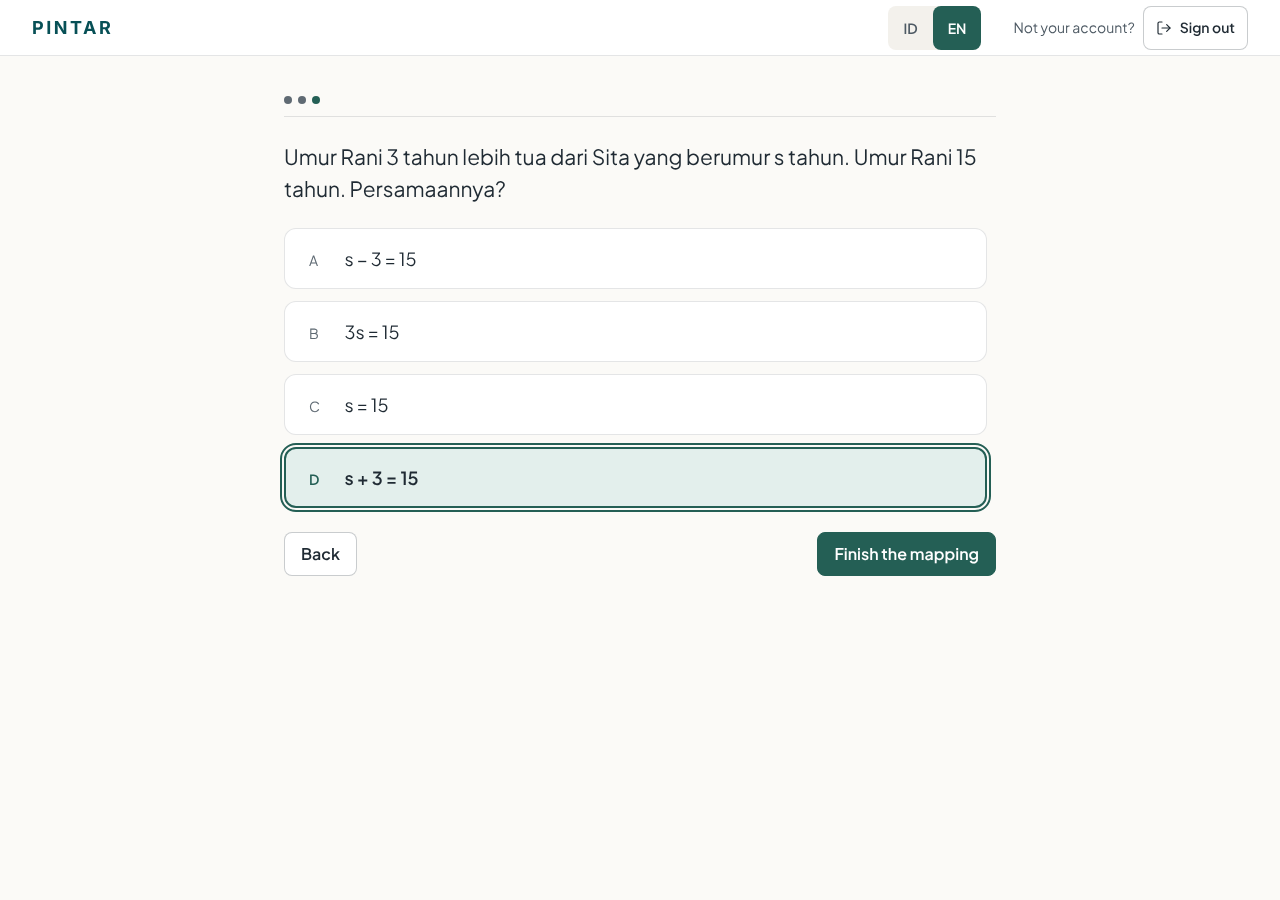 PINTAR
ID
EN
Not your account?
Sign out
Umur Rani 3 tahun lebih tua dari Sita yang berumur s tahun. Umur Rani 15
tahun. Persamaannya?
A
s – 3 = 15
B
3s = 15
C
s = 15
D
s + 3 = 15
Back
Finish the mapping